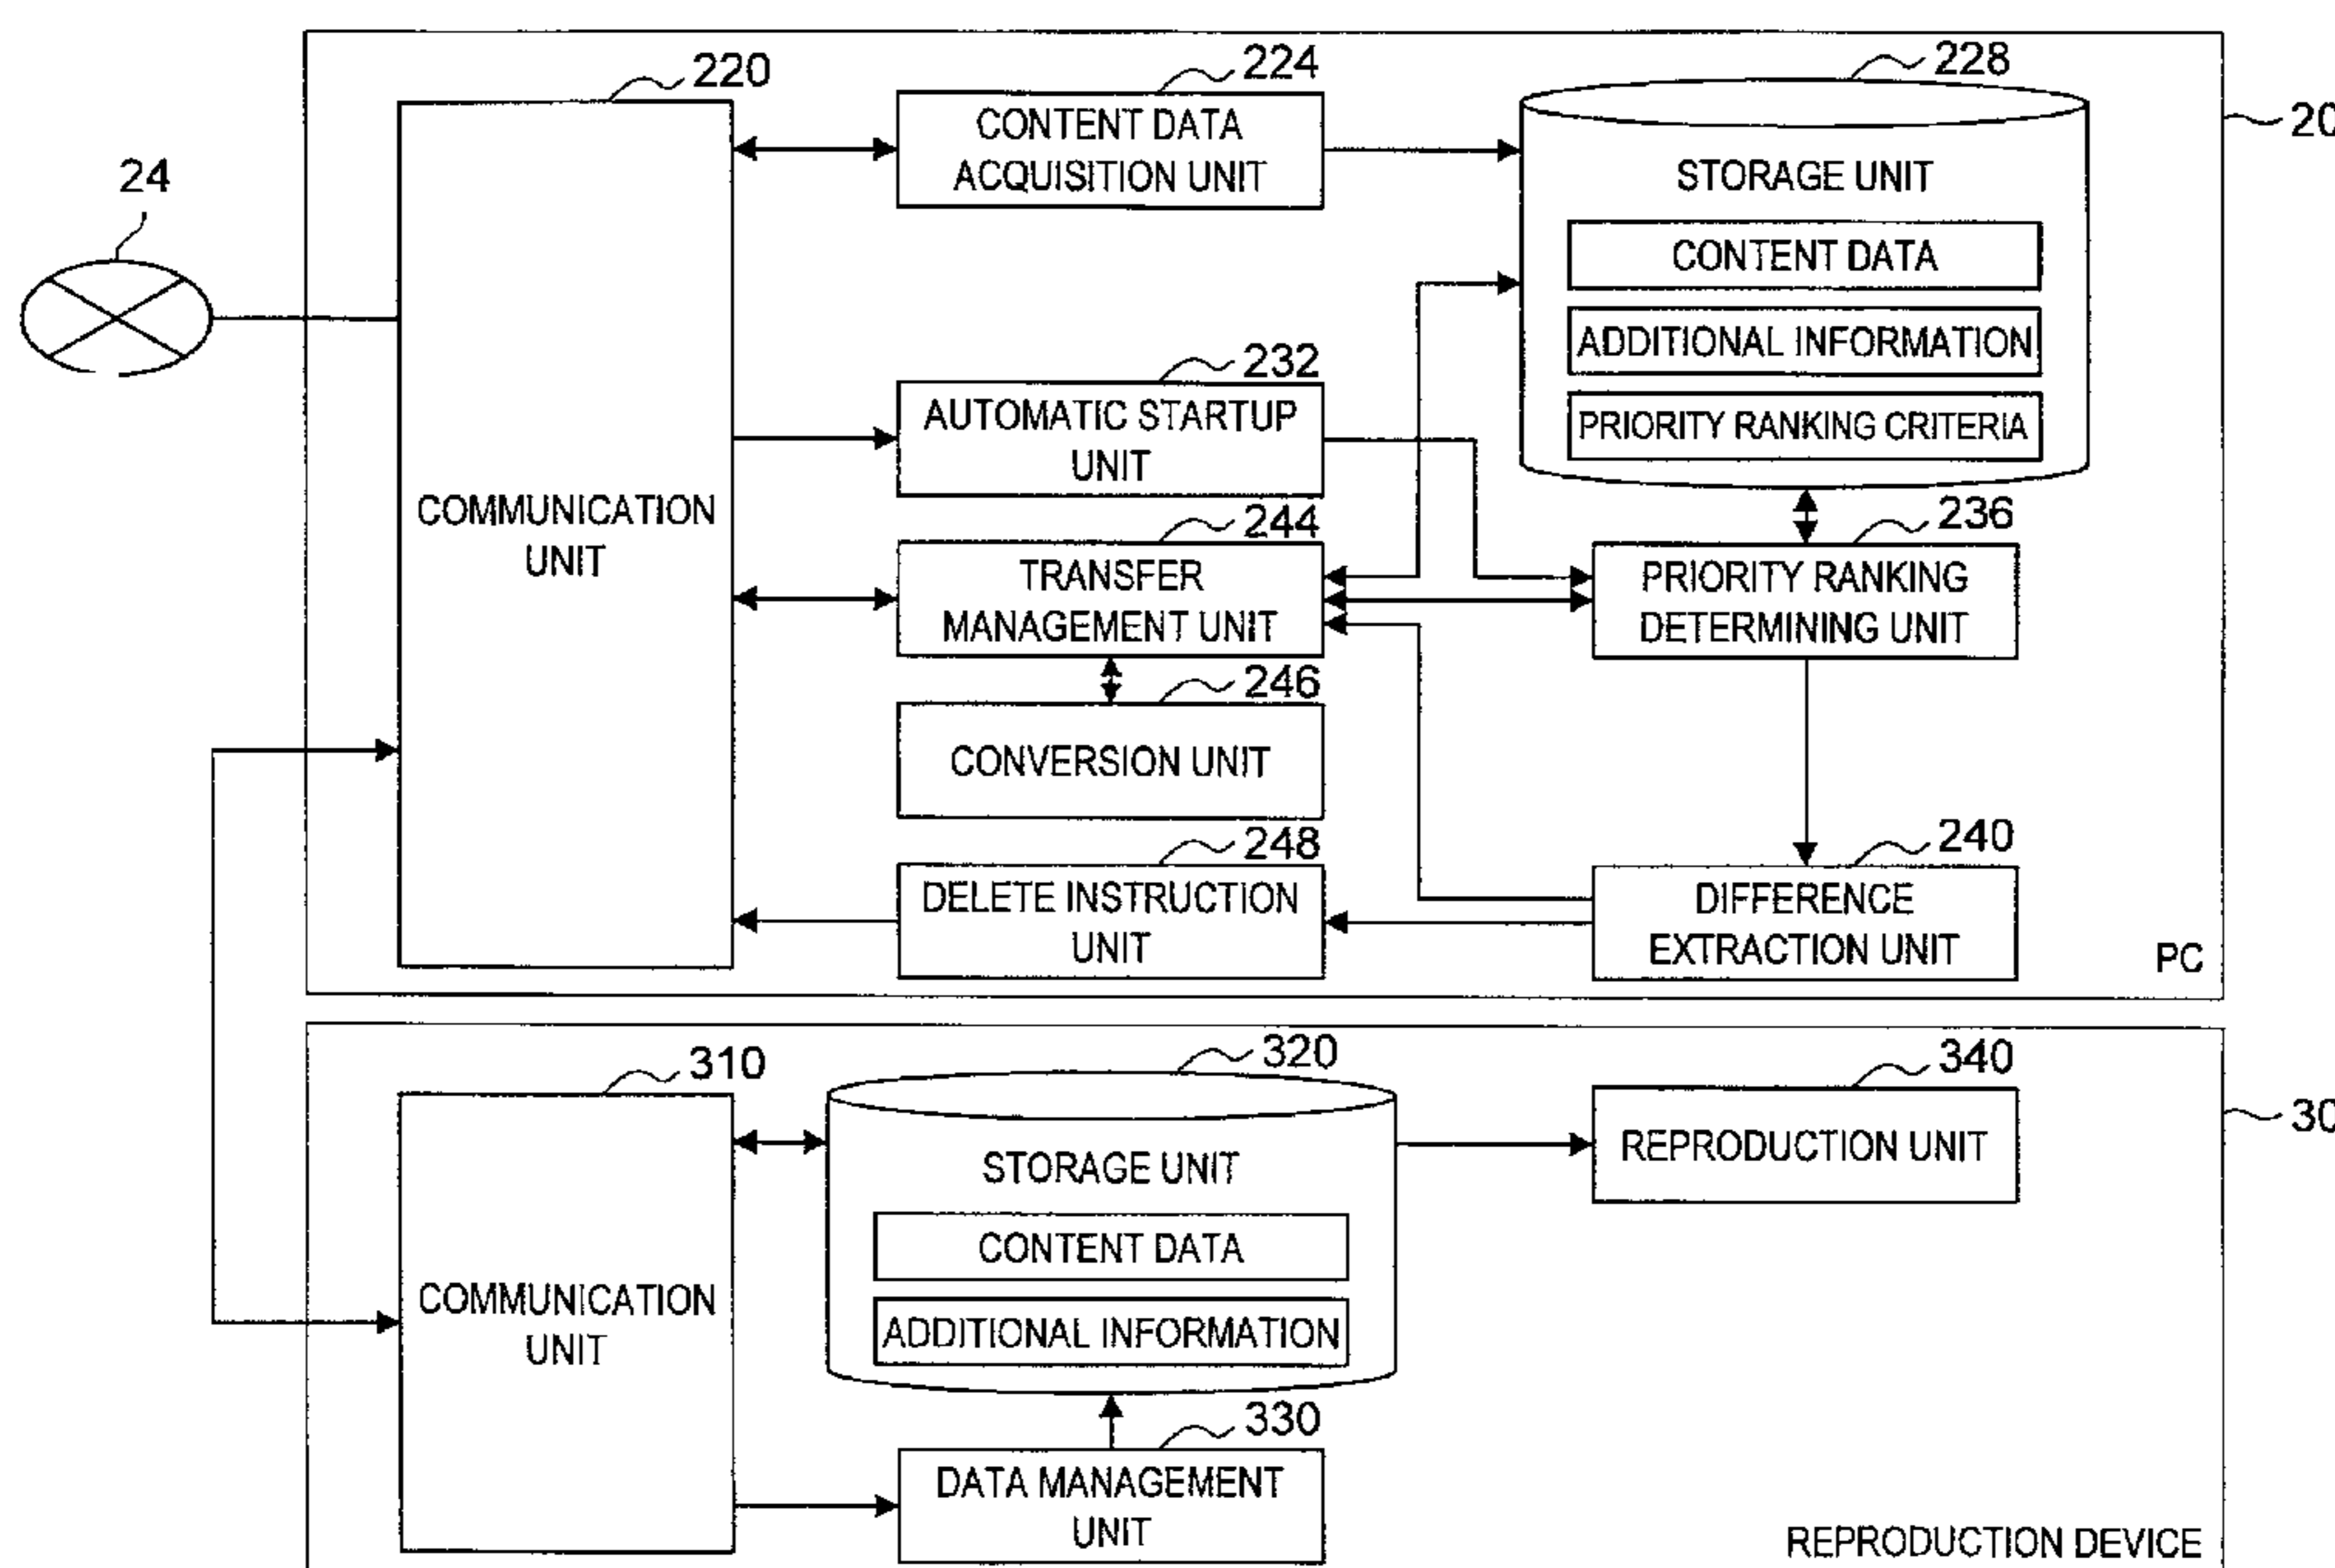 220
224
228
20
24
CONTENT DATA
ACQUISITION UNIT
STORAGE UNIT
CONTENT DATA
ADDITIONAL INFORMATION
PRIORITY RANKING CRITERIA
232
AUTOMATIC STARTUP
UNIT
COMMUNICATION
UNIT
244
TRANSFER
MANAGEMENT UNIT
236
PRIORITY RANKING
DETERMINING UNIT
246
CONVERSION UNIT
248
DELETE INSTRUCTION
UNIT
240
DIFFERENCE
EXTRACTION UNIT
PC
310
320
340
30
STORAGE UNIT
CONTENT DATA
ADDITIONAL INFORMATION
REPRODUCTION UNIT
COMMUNICATION
UNIT
330
DATA MANAGEMENT
UNIT
REPRODUCTION DEVICE